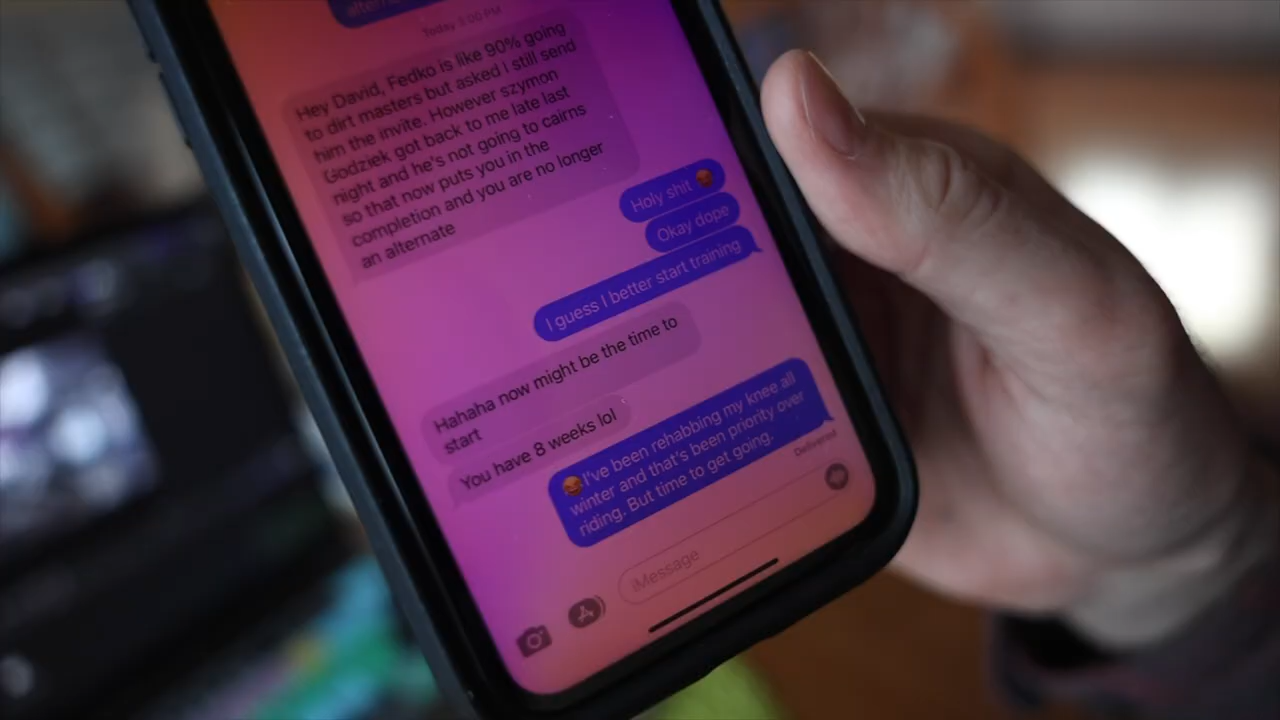 Today 2:00 PM
Hey David, Fedko is like 90% going
to dirt masters but asked i still send
him the invite. However szymon
Godziek got back to me late last
night and he's not going to cairns
so that now puts you in the
completion and you are no longer
an alternate
Holy shit
Okay dope
I guess I better start training
Hahaha now might be the time to
start
You have 8 weeks lol
I've been rehabbing my knee all
winter and that's been priority over
riding. But time to get going.
Delivered
iMessage